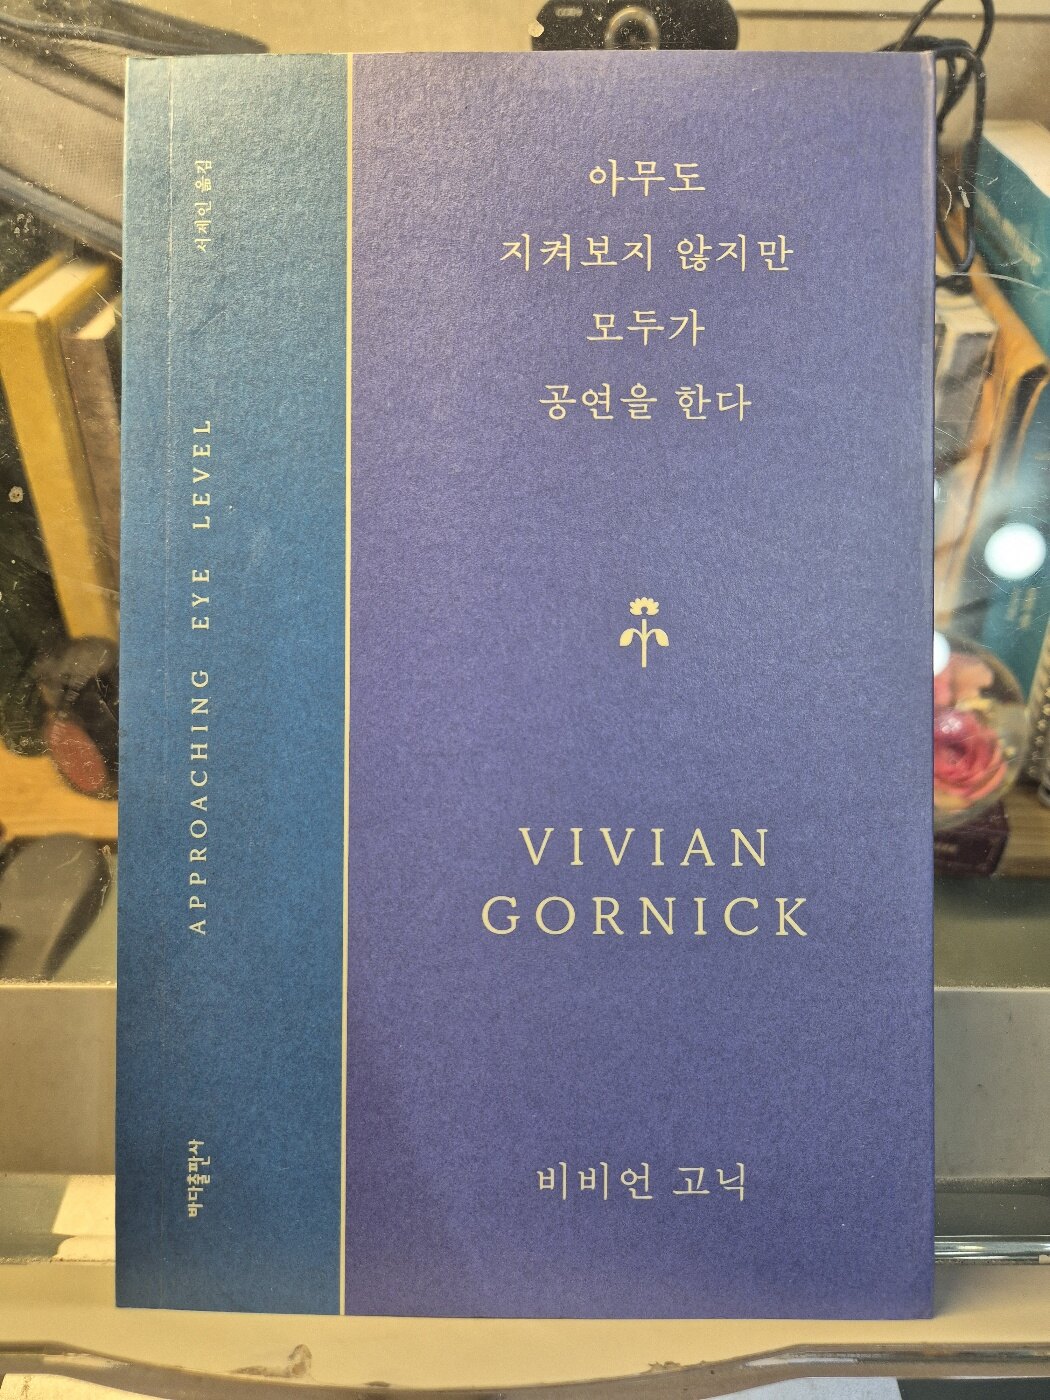 아무도
지켜보지 않지만
모두가
공연을 한다
VIVIAN
GORNICK
비비언 고닉
서제인 옮김
APPROACHING EYE LEVEL
바다출판사